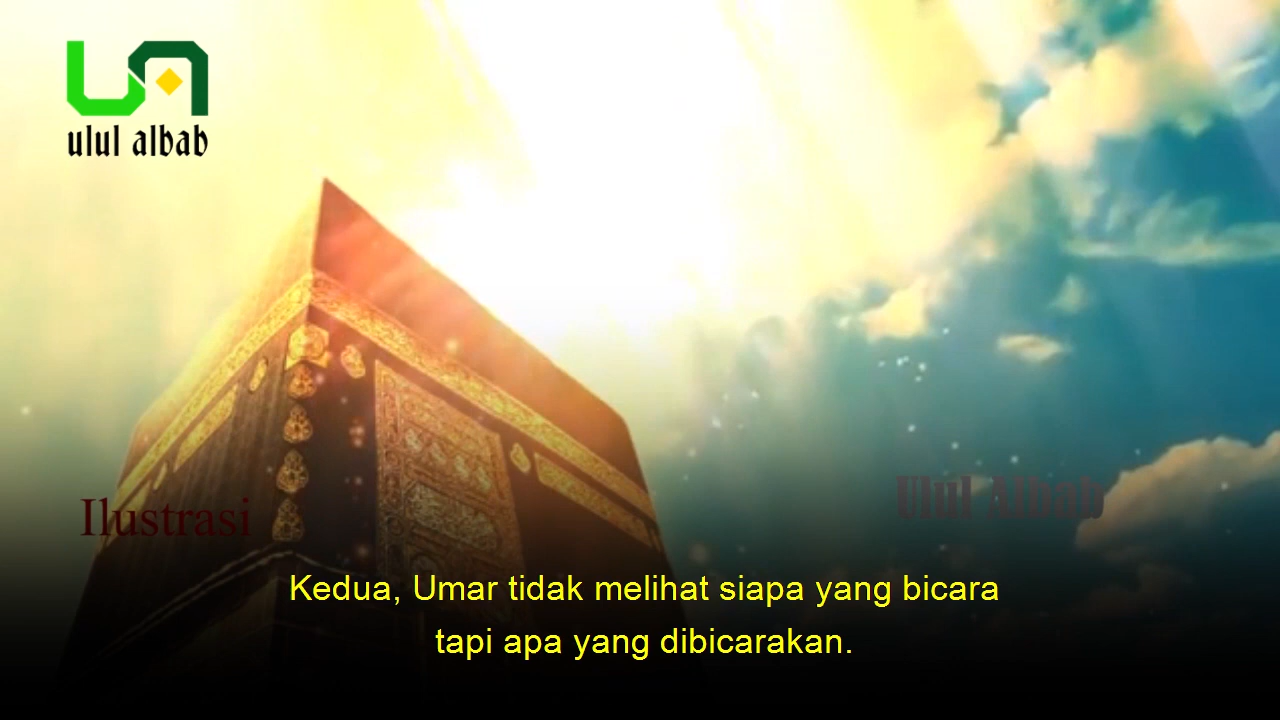 ulul albab
Ilustrasi
Ulul Albab
Kedua, Umar tidak melihat siapa yang bicara
tapi apa yang dibicarakan.